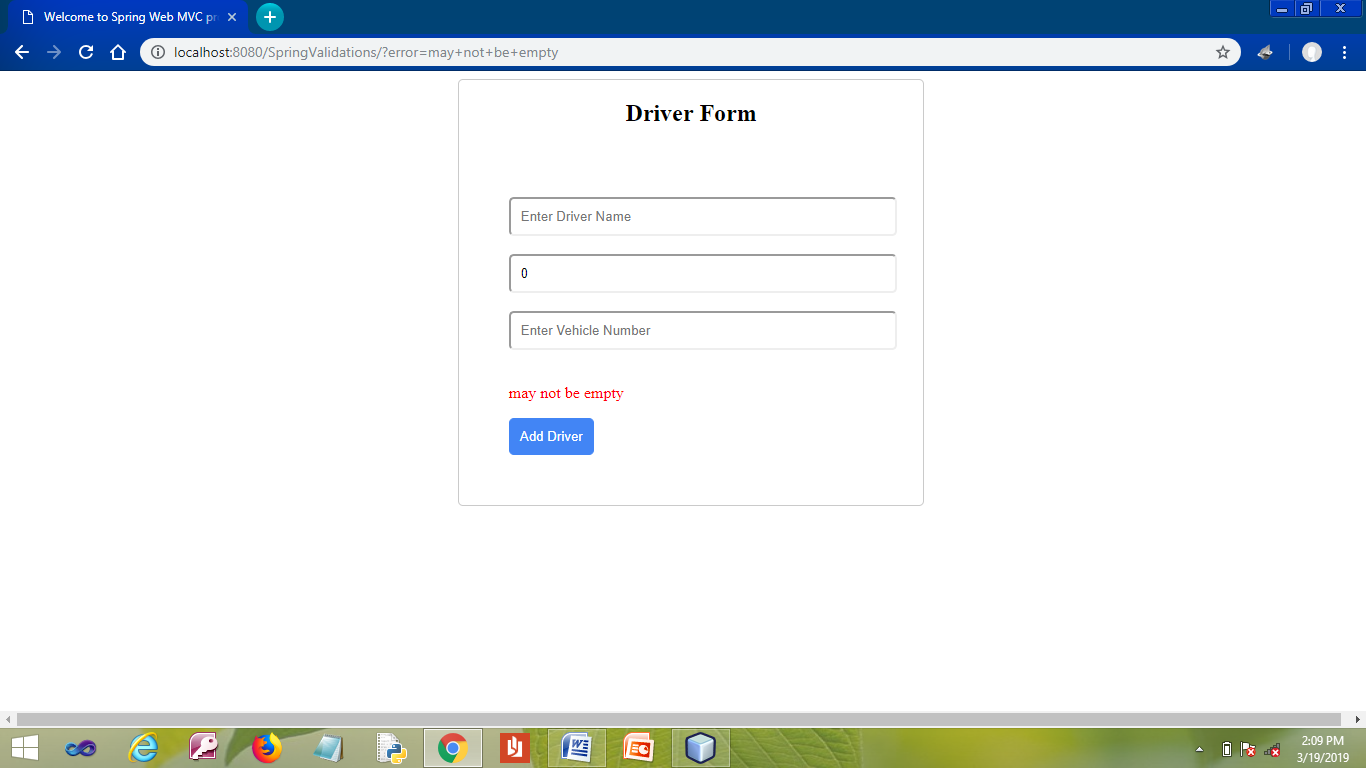 Welcome to Spring Web MVC pr
localhost:8080/SpringValidations/?error=may+not+be+empty
Driver Form
Enter Driver Name
0
Enter Vehicle Number
may not be empty
Add Driver
2:09 PM
3/19/2019